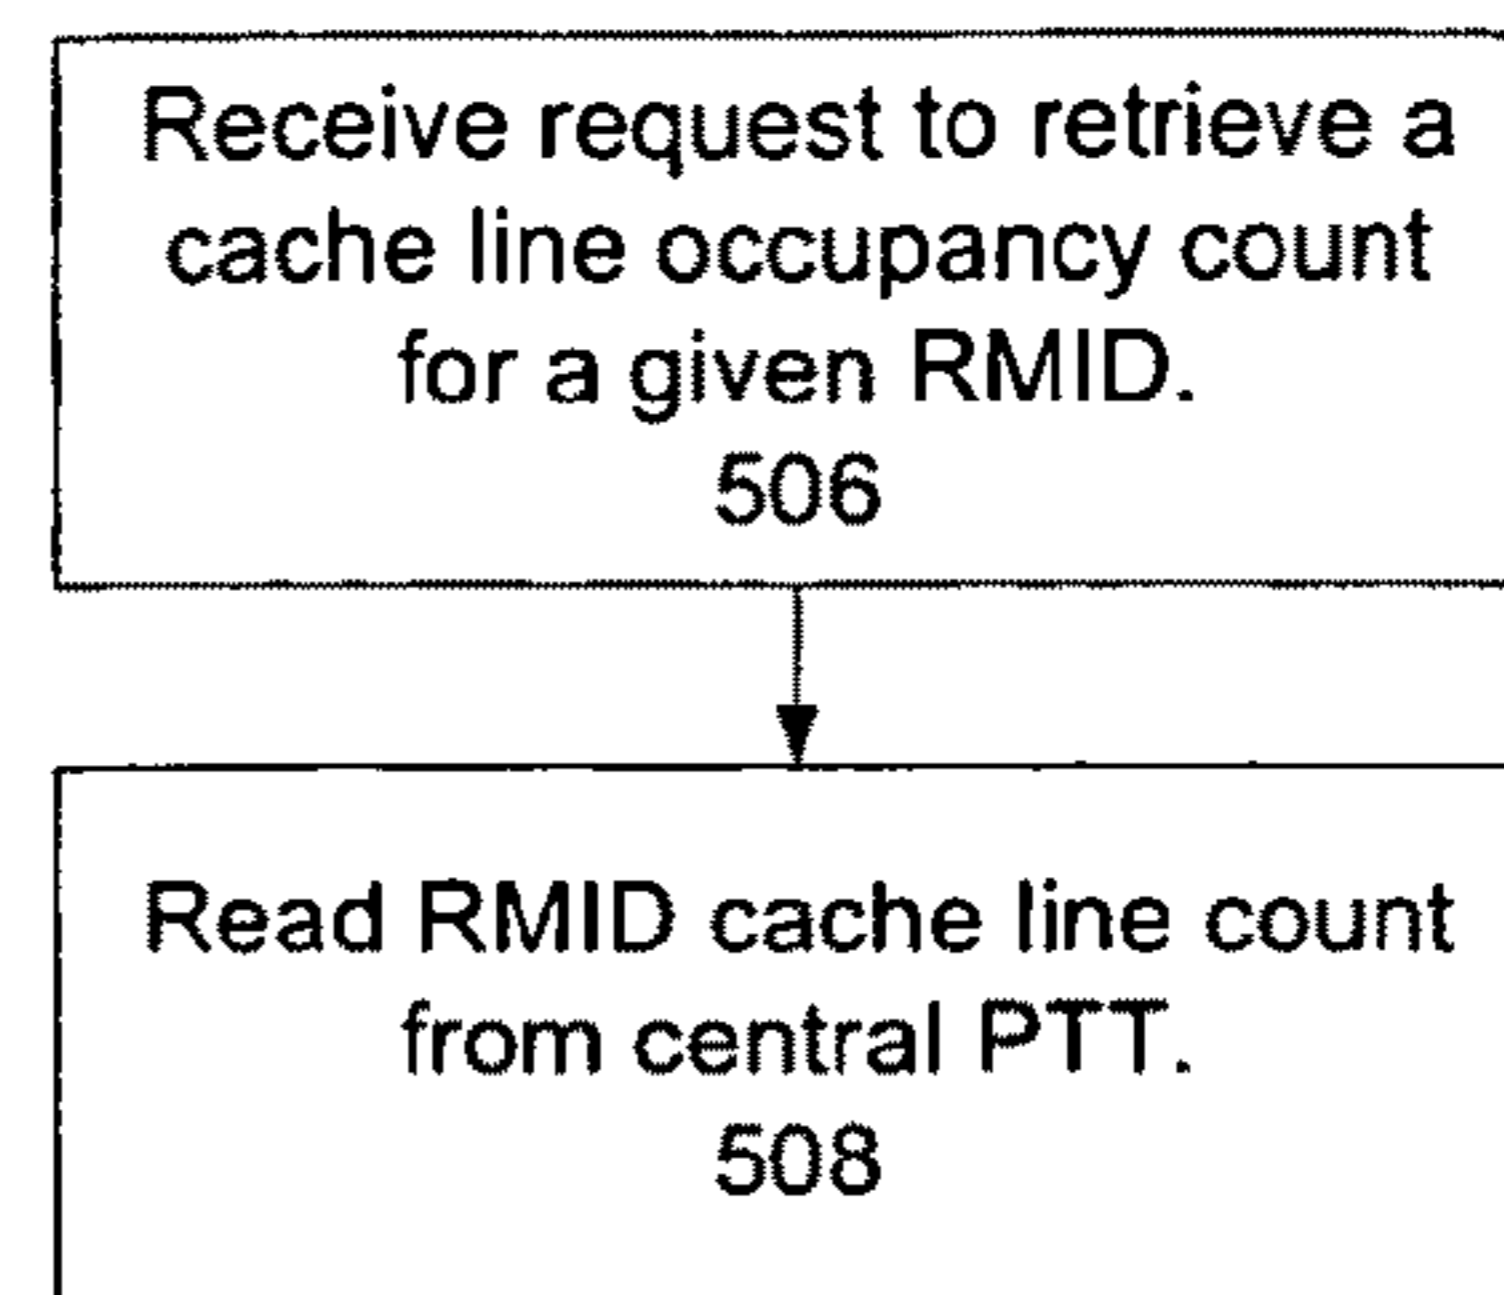 Receive request to retrieve a
cache line occupancy count
for a given RMID.
506
Read RMID cache line count
from central PTT.
508